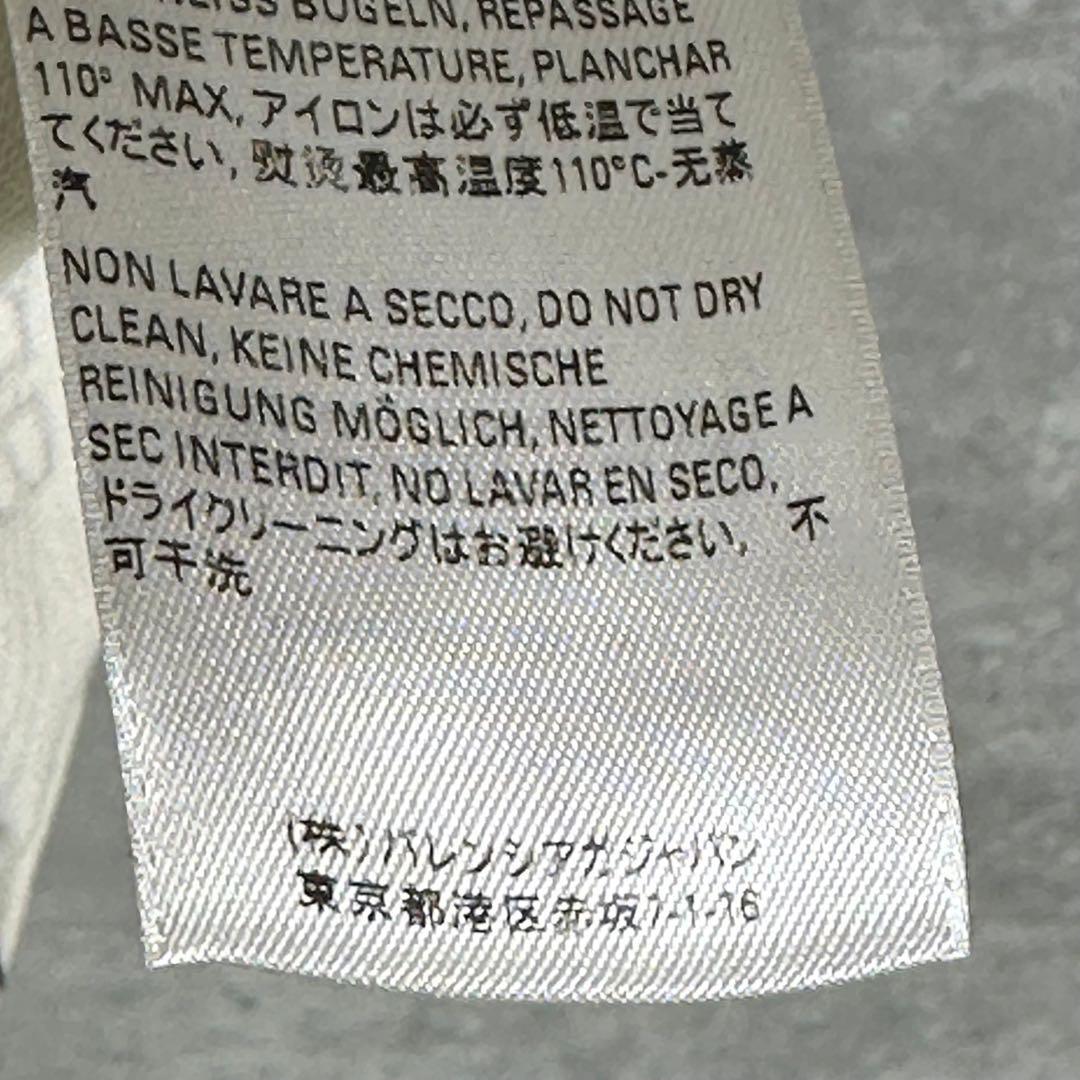 HEISS BÜGELN, REPASSAGE
A BASSE TEMPERATURE, PLANCHAR
110° MAX, アイロンは必ず低温で当て
てください, 熨烫最高温度110°C-无蒸
汽
NON LAVARE A SECCO, DO NOT DRY
CLEAN, KEINE CHEMISCHE
REINIGUNG MÖGLICH, NETTOYAGE A
SEC INTERDIT, NO LAVAR EN SECO,
ドライクリーニングはお避けください, 不
可干洗
(株)バレンシアガジャパン
東京都港区赤坂7-1-16